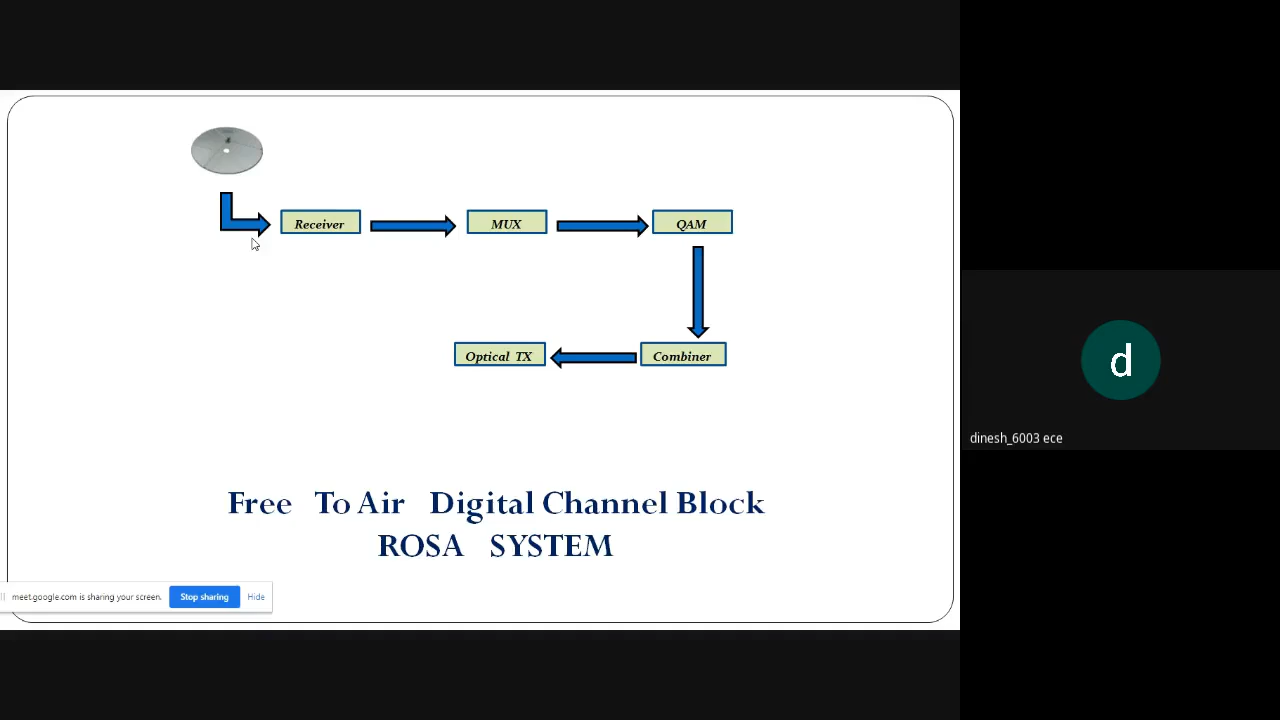 Receiver
MUX
QAM
Optical TX
Combiner
d
dinesh_6003 ece
Free To Air Digital Channel Block
ROSA SYSTEM
meet.google.com is sharing your screen.
Stop sharing
Hide